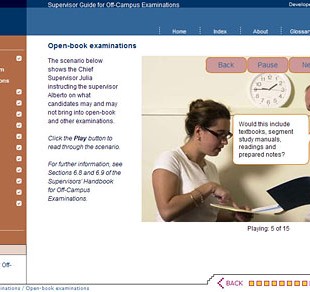 Supervisor Guide for Off-Campus Examinations
Develope
Home
Index
About
Glossar
Open-book examinations
The scenario below
shows the Chief
Supervisor Julia
instructing the supervisor
Alberto on what
candidates may and may
not bring into open-book
and other examinations.
Click the Play button to
read through the scenario.
For further information, see
Sections 6.8 and 6.9 of the
Supervisors' Handbook
for Off-Campus
Examinations.
Back
Pause
Ne
Would this include
textbooks, segment
study manuals,
readings and
prepared notes?
Playing: 5 of 15
m
ons
Off-
inations / Open-book examinations
BACK